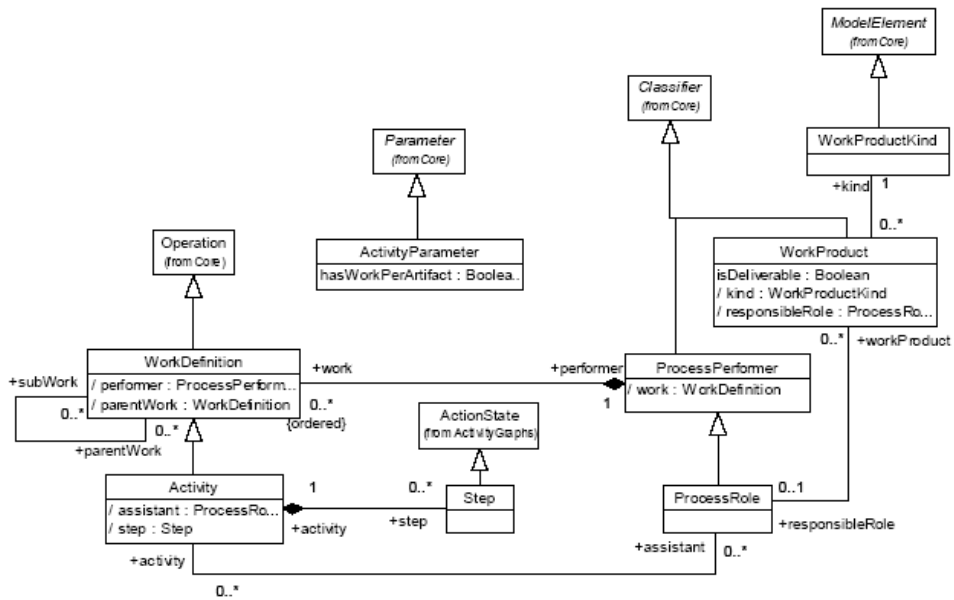 ModelElement
(from Core)
Classifier
(from Core)
Parameter
(from Core)
WorkProductKind
+kind
1
0..*
ActivityParameter
hasWorkPerArtifact : Boolea..
Operation
(from Core)
WorkProduct
isDeliverable : Boolean
/ kind : WorkProductKind
/ responsibleRole : ProcessRo...
0..*
+workProduct
WorkDefinition
/ performer : ProcessPerform...
/ parentWork : WorkDefinition
+subWork
0..*
0..*
+parentWork
+work
0..*
{ordered}
+performer
1
ProcessPerformer
/ work : WorkDefinition
ActionState
(from ActivityGraphs)
Activity
/ assistant : ProcessRo...
/ step : Step
1
+activity
0..*
+step
Step
ProcessRole
0..1
+responsibleRole
+assistant
0..*
+activity
0..*